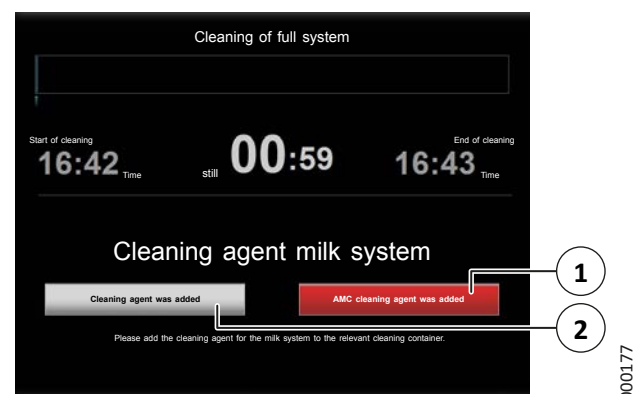 Cleaning of full system
Start of cleaning
16:42 Time
still 00:59
End of cleaning
16:43 Time
Cleaning agent milk system
Cleaning agent was added
AMC cleaning agent was added
1
2
Please add the cleaning agent for the milk system to the relevant cleaning container.
000177